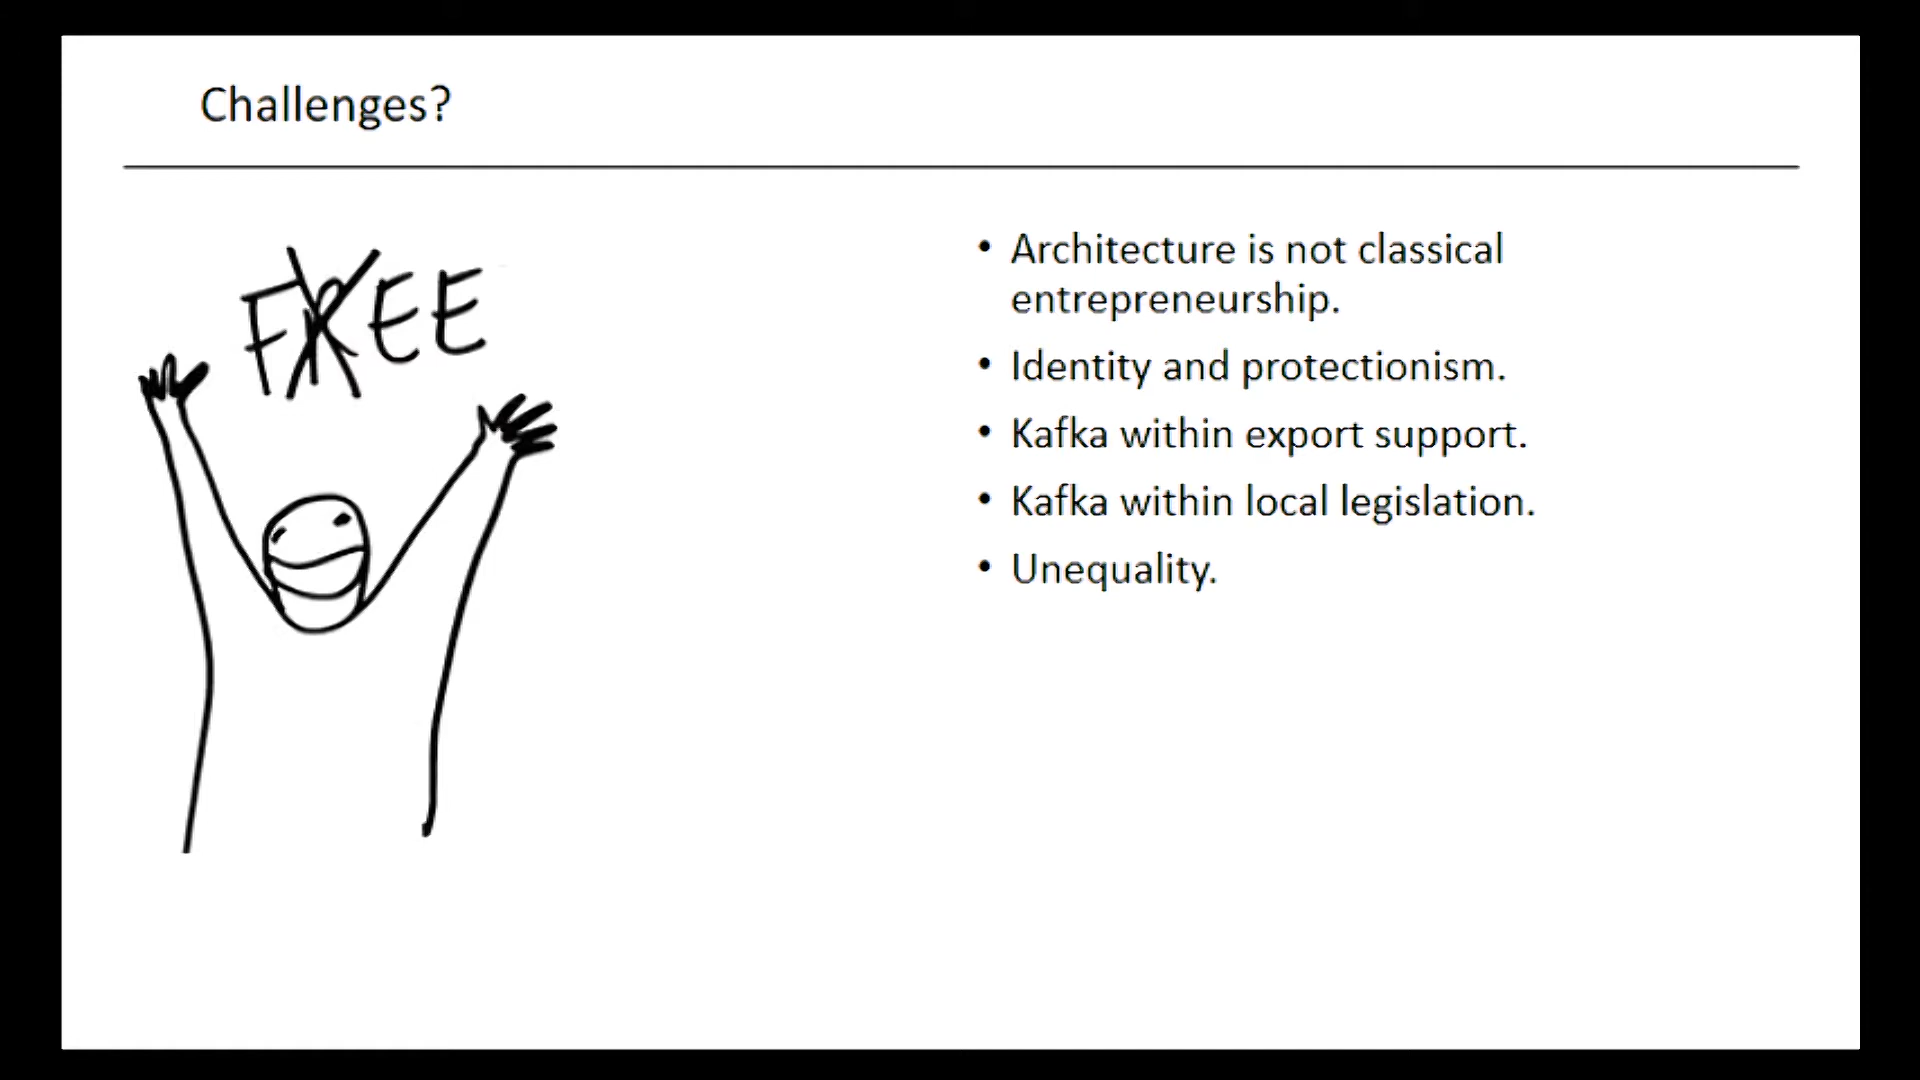 Challenges?
FREE
• Architecture is not classical
entrepreneurship.
• Identity and protectionism.
• Kafka within export support.
• Kafka within local legislation.
• Unequality.